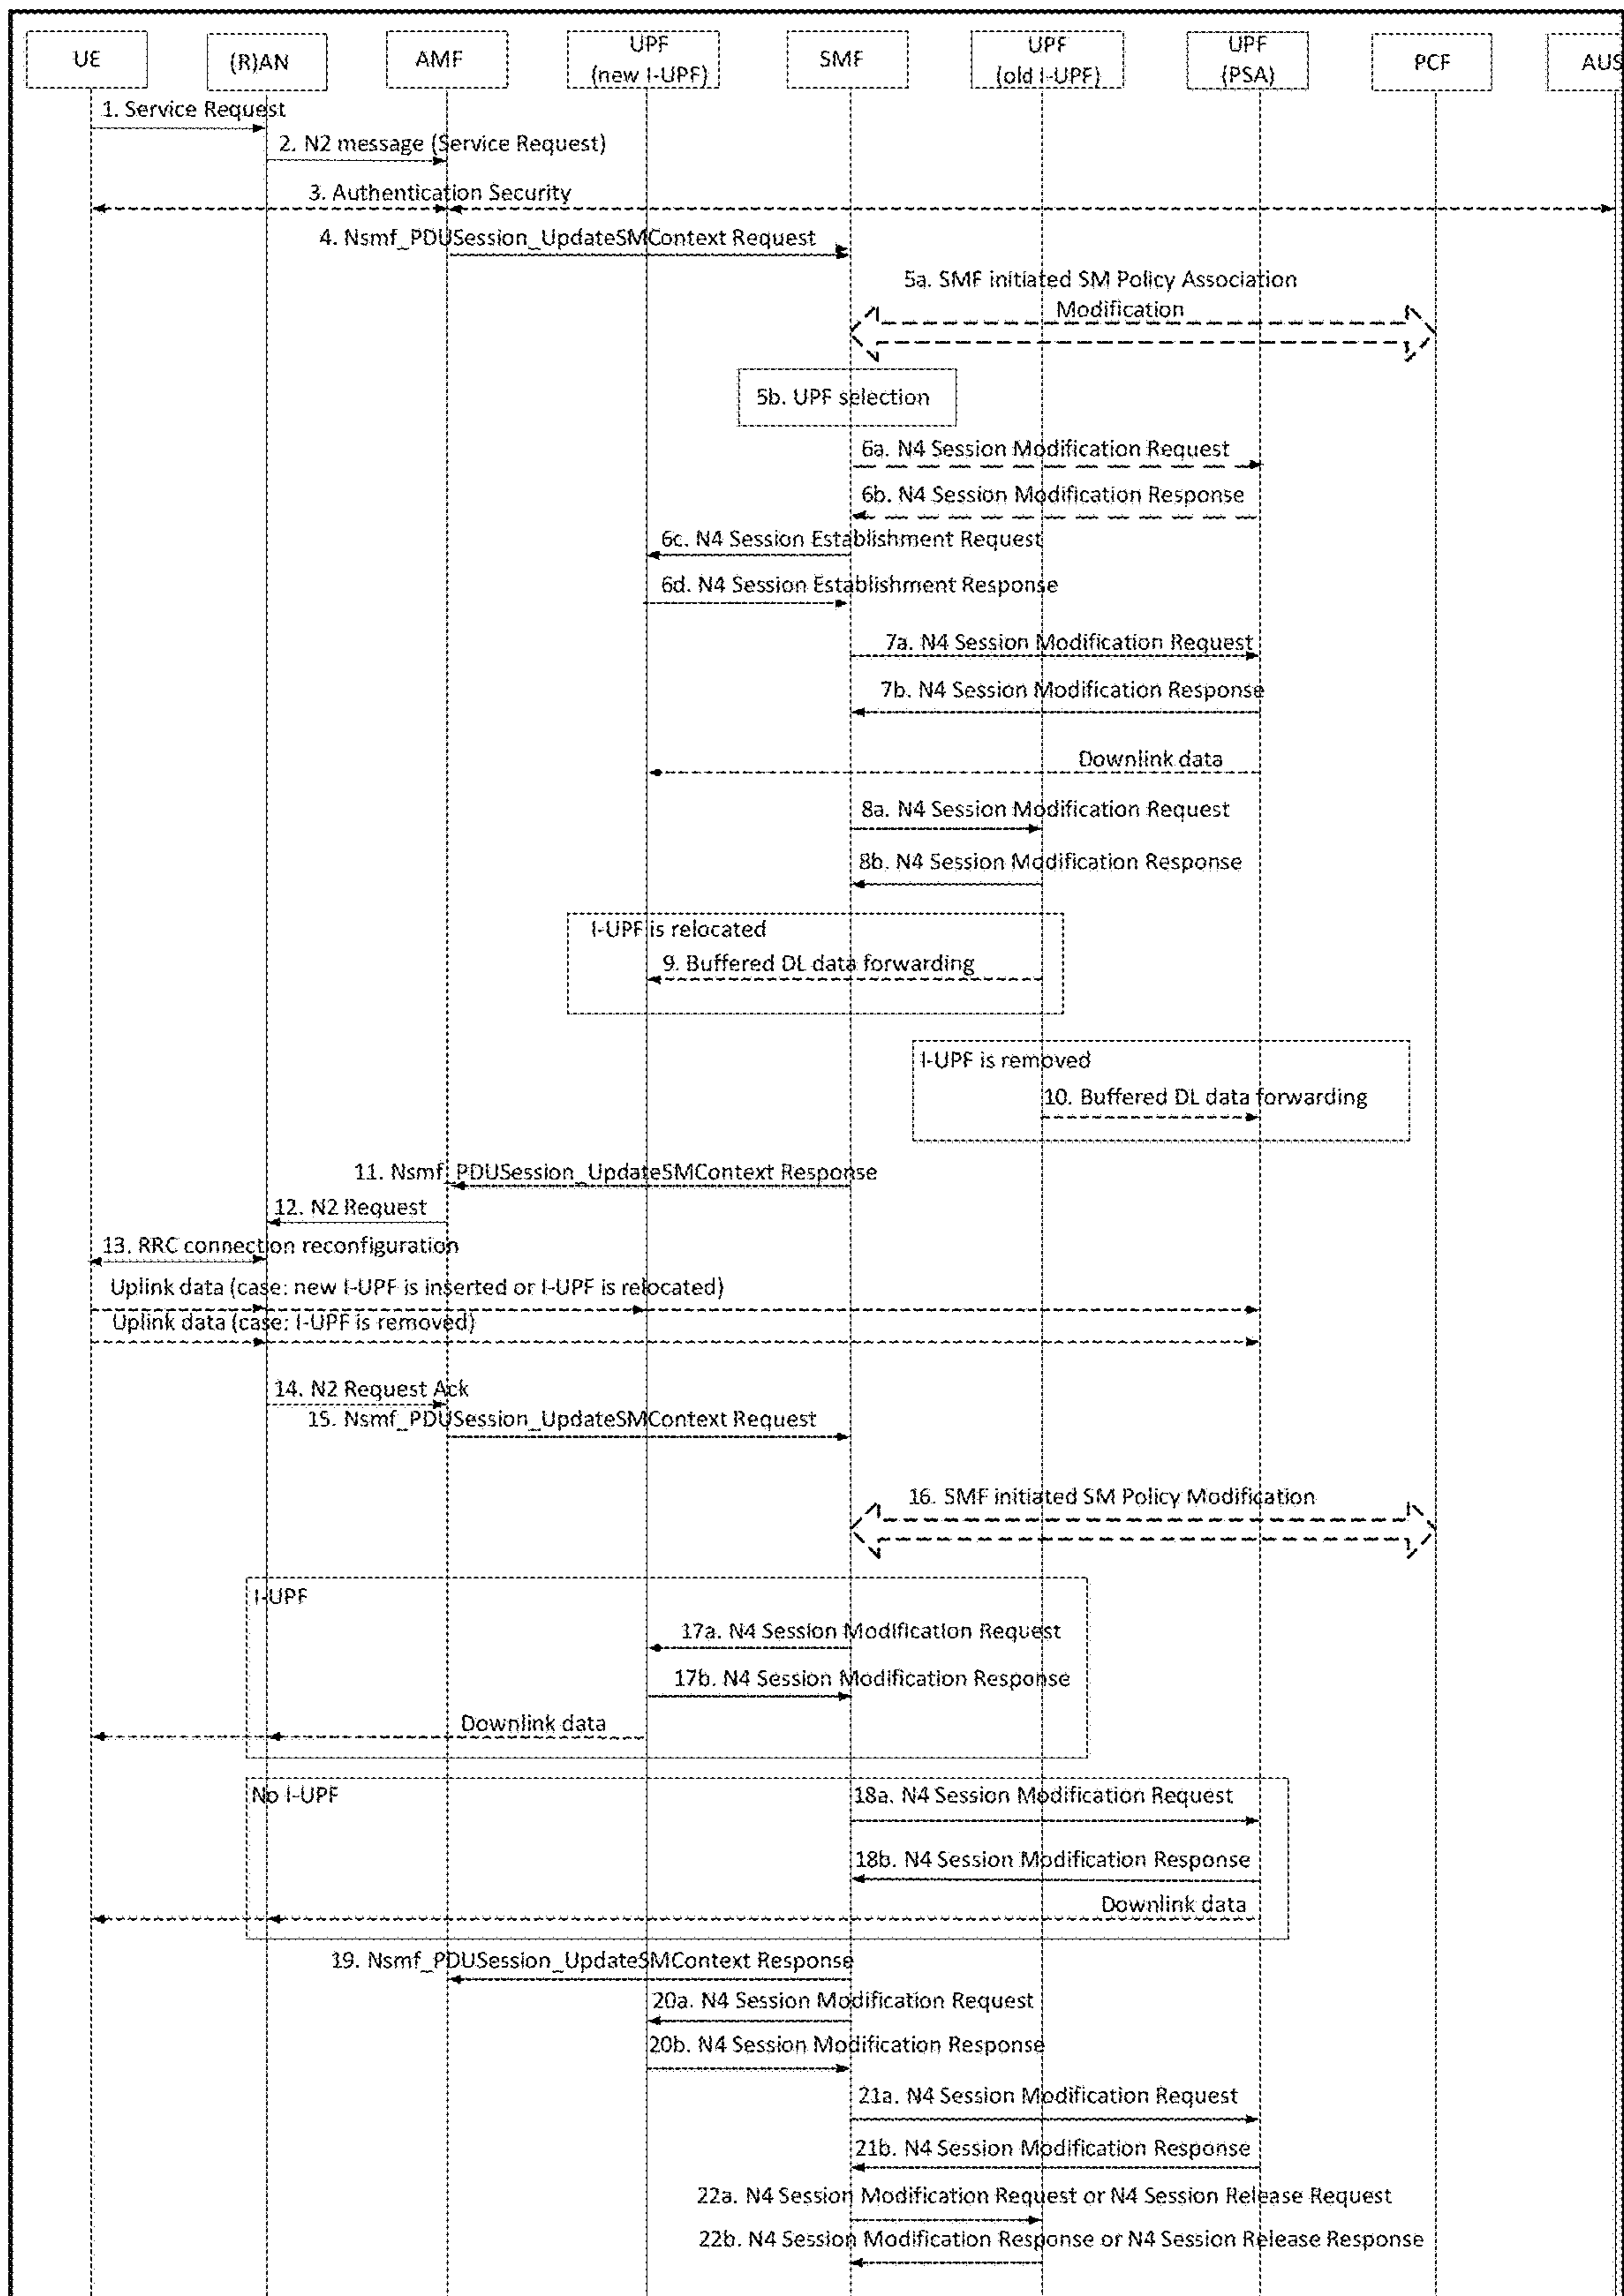 UE
(R)AN
AMF
UPF
(new I-UPF)
SMF
UPF
(old I-UPF)
UPF
(PSA)
PCF
AUS
1. Service Request
2. N2 message (Service Request)
3. Authentication Security
4. Nsmf_PDUSession_UpdateSMContext Request
5a. SMF initiated SM Policy Association
Modification
5b. UPF selection
6a. N4 Session Modification Request
6b. N4 Session Modification Response
6c. N4 Session Establishment Request
6d. N4 Session Establishment Response
7a. N4 Session Modification Request
7b. N4 Session Modification Response
Downlink data
8a. N4 Session Modification Request
8b. N4 Session Modification Response
I-UPF is relocated
9. Buffered DL data forwarding
I-UPF is removed
10. Buffered DL data forwarding
11. Nsmf_PDUSession_UpdateSMContext Response
12. N2 Request
13. RRC connection reconfiguration
Uplink data (case: new I-UPF is inserted or I-UPF is relocated)
Uplink data (case: I-UPF is removed)
14. N2 Request Ack
15. Nsmf_PDUSession_UpdateSMContext Request
16. SMF initiated SM Policy Modification
I-UPF
17a. N4 Session Modification Request
17b. N4 Session Modification Response
Downlink data
No I-UPF
18a. N4 Session Modification Request
18b. N4 Session Modification Response
Downlink data
19. Nsmf_PDUSession_UpdateSMContext Response
20a. N4 Session Modification Request
20b. N4 Session Modification Response
21a. N4 Session Modification Request
21b. N4 Session Modification Response
22a. N4 Session Modification Request or N4 Session Release Request
22b. N4 Session Modification Response or N4 Session Release Response